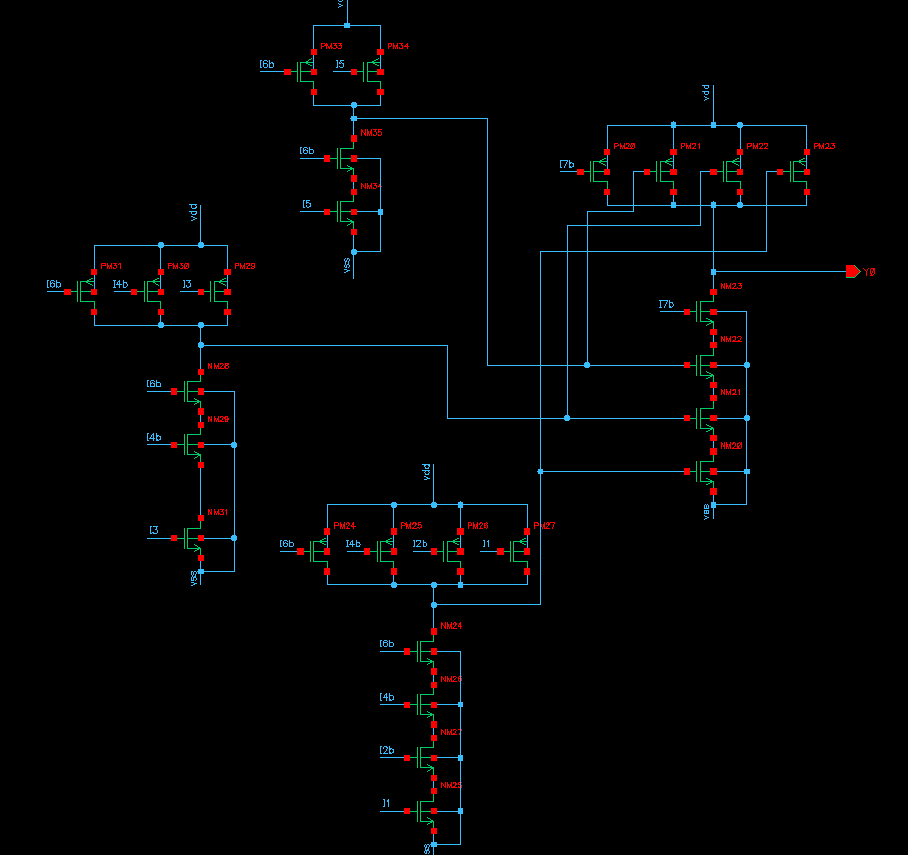 vdd
PM33 PM34
I6b I5
NM35
I6b
NM34
I5
vss
vdd
PM20 PM21 PM22 PM23
I7b
Y0
NM23
I7b
NM22
NM21
NM20
vss
vdd
PM31 PM30 PM29
I6b I4b I3
NM28
I6b
NM29
I4b
NM31
I3
vss
vdd
PM24 PM25 PM26 PM27
I6b I4b I2b I1
NM24
I6b
NM26
I4b
NM27
I2b
I1